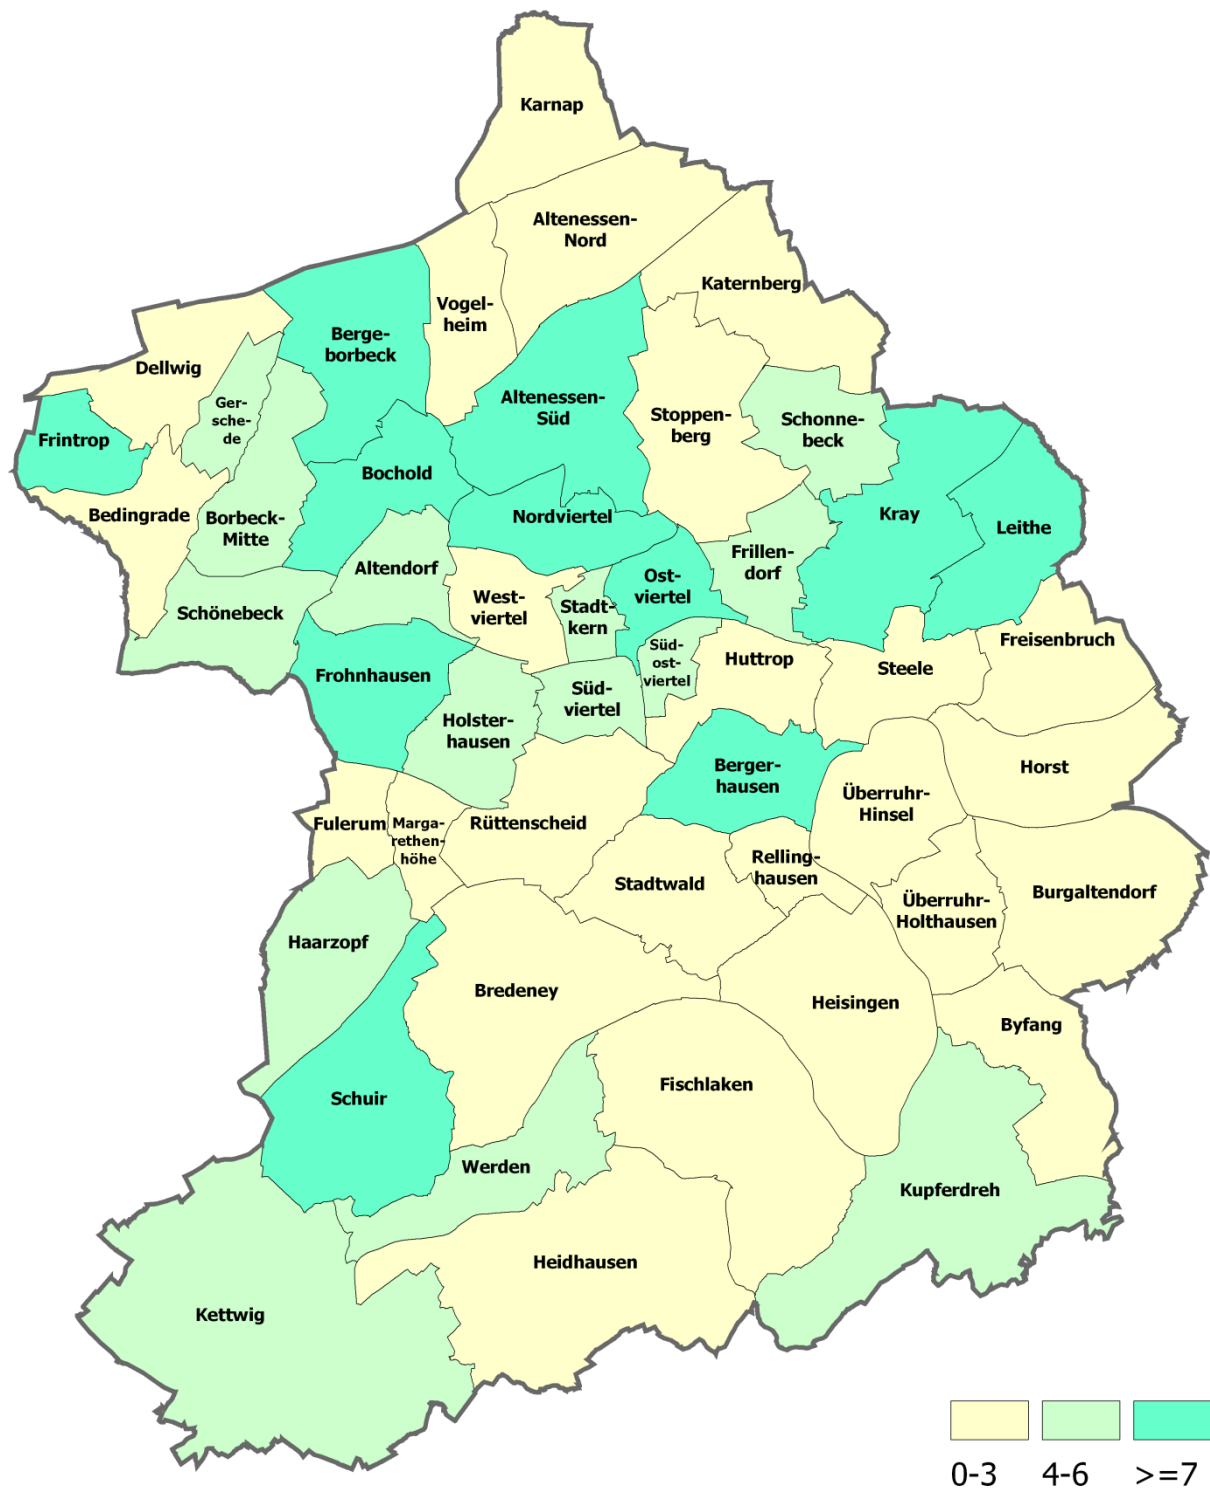 Karnap
Altenessen-
Nord
Katernberg
Vogel-
heim
Berge-
borbeck
Dellwig
Ger-
sche-
de
Altenessen-
Süd
Stoppen-
berg
Schonne-
beck
Frintrop
Bochold
Bedingrade
Borbeck-
Mitte
Nordviertel
Kray
Leithe
Altendorf
Frillen-
dorf
West-
viertel
Stadt-
kern
Ost-
viertel
Schönebeck
Frohnhausen
Süd-
ost-
viertel
Huttrop
Steele
Freisenbruch
Holster-
hausen
Süd-
viertel
Berger-
hausen
Horst
Überruhr-
Hinsel
Fulerum
Marga-
rethen-
höhe
Rüttenscheid
Stadtwald
Relling-
hausen
Überruhr-
Holthausen
Burgaltendorf
Haarzopf
Bredeney
Heisingen
Byfang
Schuir
Fischlaken
Werden
Kupferdreh
Heidhausen
Kettwig
0-3
4-6
>=7